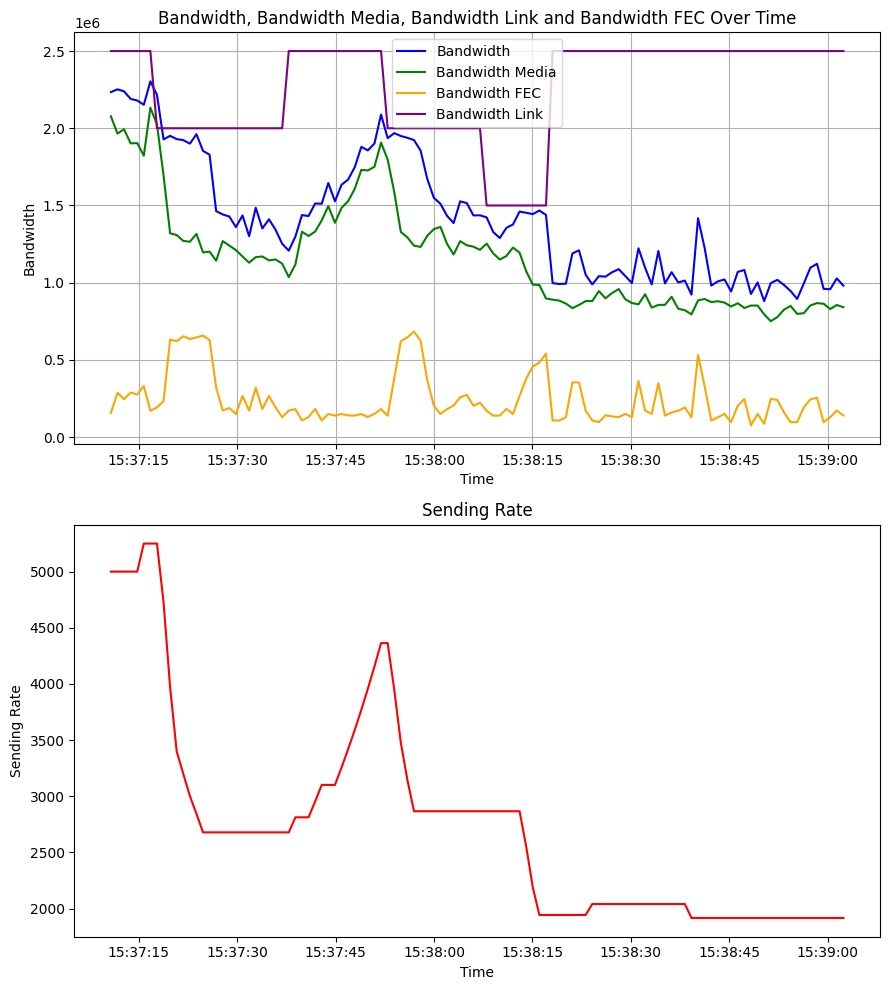 Bandwidth, Bandwidth Media, Bandwidth Link and Bandwidth FEC Over Time
1e6
2.5
2.0
1.5
1.0
0.5
0.0
Bandwidth
Bandwidth
Bandwidth Media
Bandwidth FEC
Bandwidth Link
15:37:15 15:37:30 15:37:45 15:38:00 15:38:15 15:38:30 15:38:45 15:39:00
Time
Sending Rate
5000
4500
4000
3500
3000
2500
2000
Sending Rate
15:37:15 15:37:30 15:37:45 15:38:00 15:38:15 15:38:30 15:38:45 15:39:00
Time